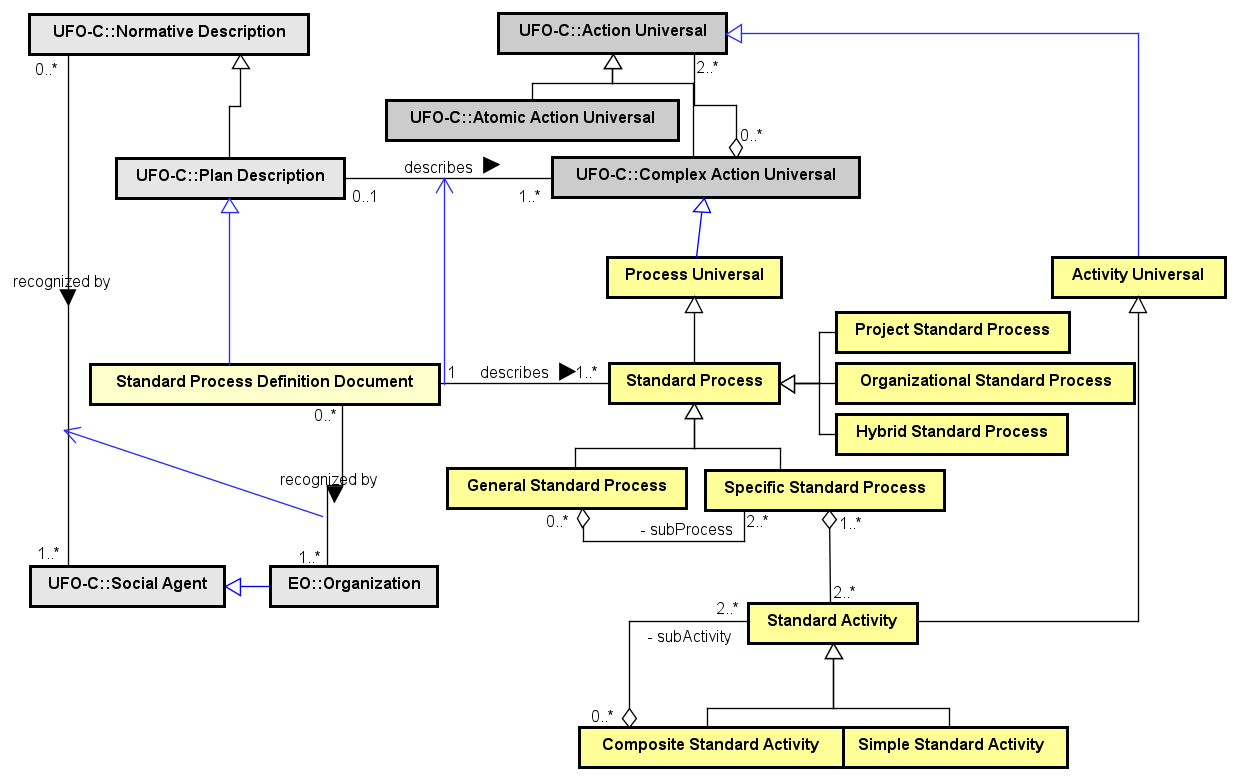 UFO-C::Normative Description
UFO-C::Action Universal
0..*
2..*
UFO-C::Atomic Action Universal
0..*
UFO-C::Plan Description
describes
UFO-C::Complex Action Universal
0..1
1..*
recognized by
Process Universal
Activity Universal
Project Standard Process
Standard Process Definition Document
1
describes
1..*
Standard Process
Organizational Standard Process
0..*
Hybrid Standard Process
recognized by
General Standard Process
Specific Standard Process
0..*
- subProcess
2..*
1..*
1..*
1..*
UFO-C::Social Agent
EO::Organization
2..*
2..*
- subActivity
Standard Activity
0..*
Composite Standard Activity
Simple Standard Activity